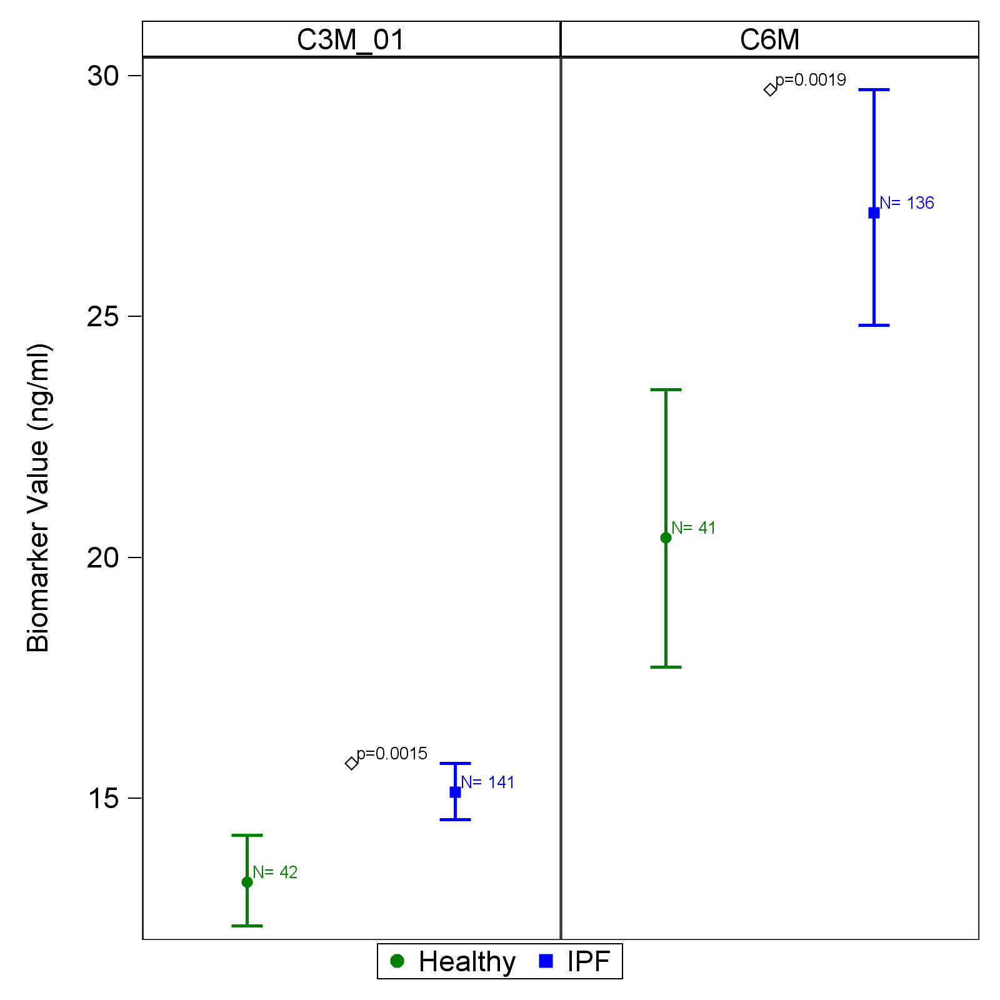 C3M_01
C6M
30
25
20
15
Biomarker Value (ng/ml)
p=0.0019
N= 136
N= 41
p=0.0015
N= 141
N= 42
Healthy
IPF